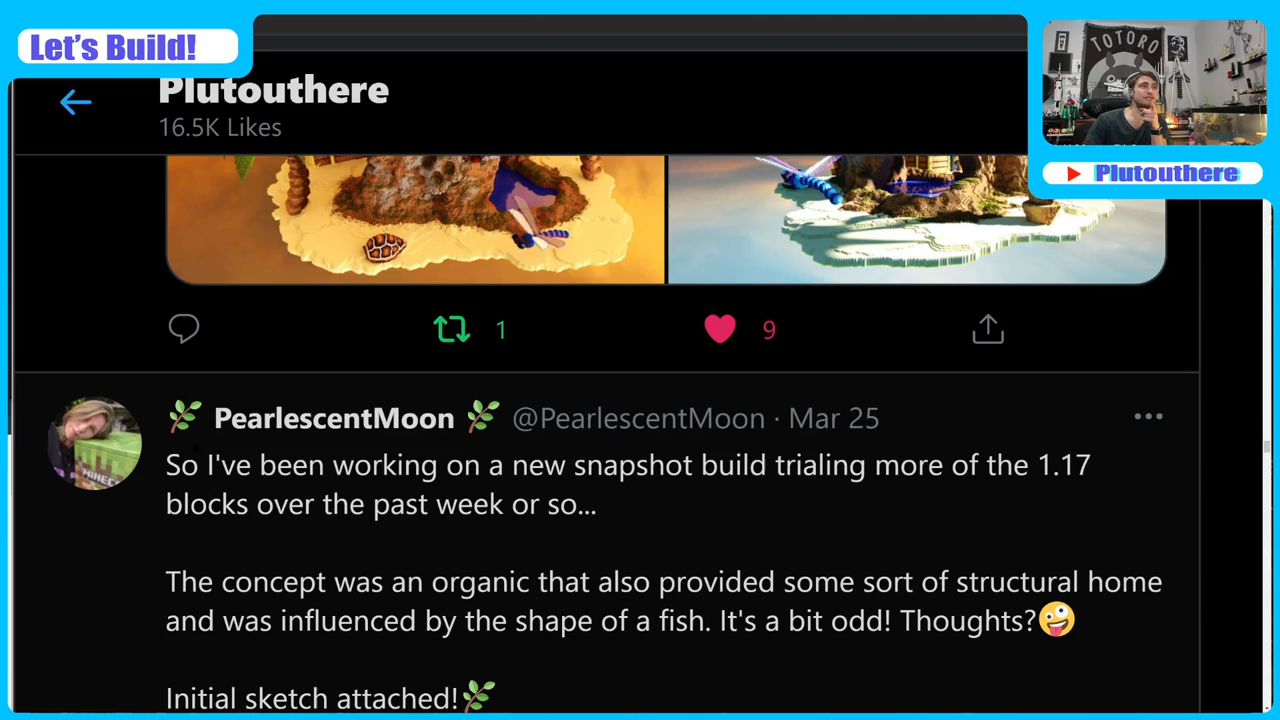 Let's Build!
Plutouthere
16.5K Likes
TOTORO
Plutouthere
1
9
PearlescentMoon @PearlescentMoon · Mar 25
So I've been working on a new snapshot build trialing more of the 1.17
blocks over the past week or so...
The concept was an organic that also provided some sort of structural home
and was influenced by the shape of a fish. It's a bit odd! Thoughts?🤪
Initial sketch attached!🌿